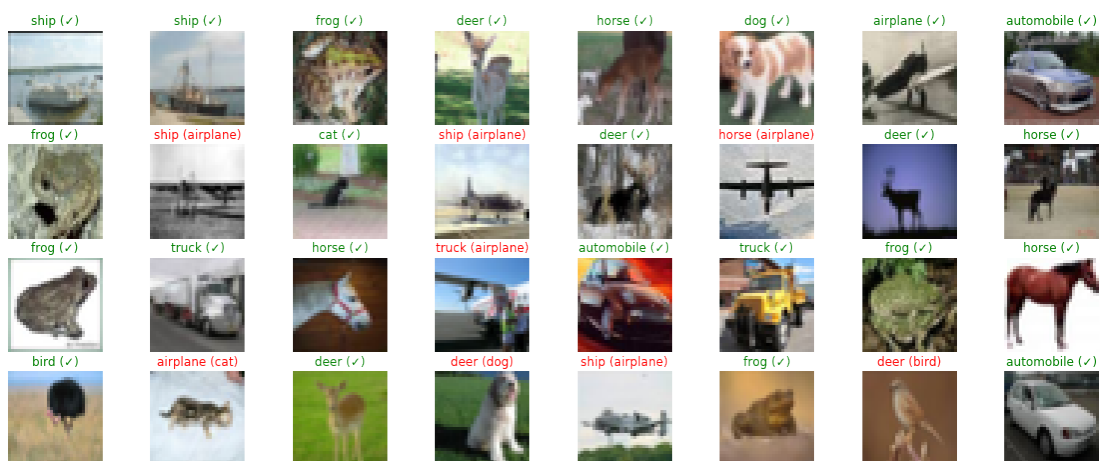 ship (✓) ship (✓) frog (✓) deer (✓) horse (✓) dog (✓) airplane (✓) automobile (✓)
frog (✓) ship (airplane) cat (✓) ship (airplane) deer (✓) horse (airplane) deer (✓) horse (✓)
frog (✓) truck (✓) horse (✓) truck (airplane) automobile (✓) truck (✓) frog (✓) horse (✓)
bird (✓) airplane (cat) deer (✓) deer (dog) ship (airplane) frog (✓) deer (bird) automobile (✓)